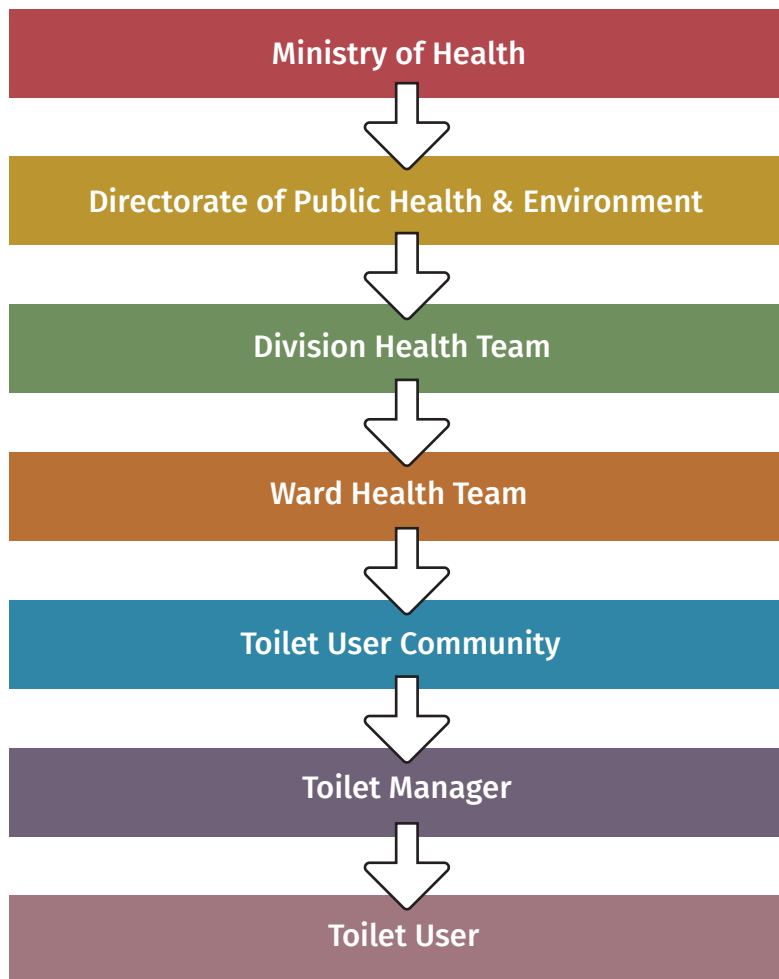 Ministry of Health
Directorate of Public Health & Environment
Division Health Team
Ward Health Team
Toilet User Community
Toilet Manager
Toilet User